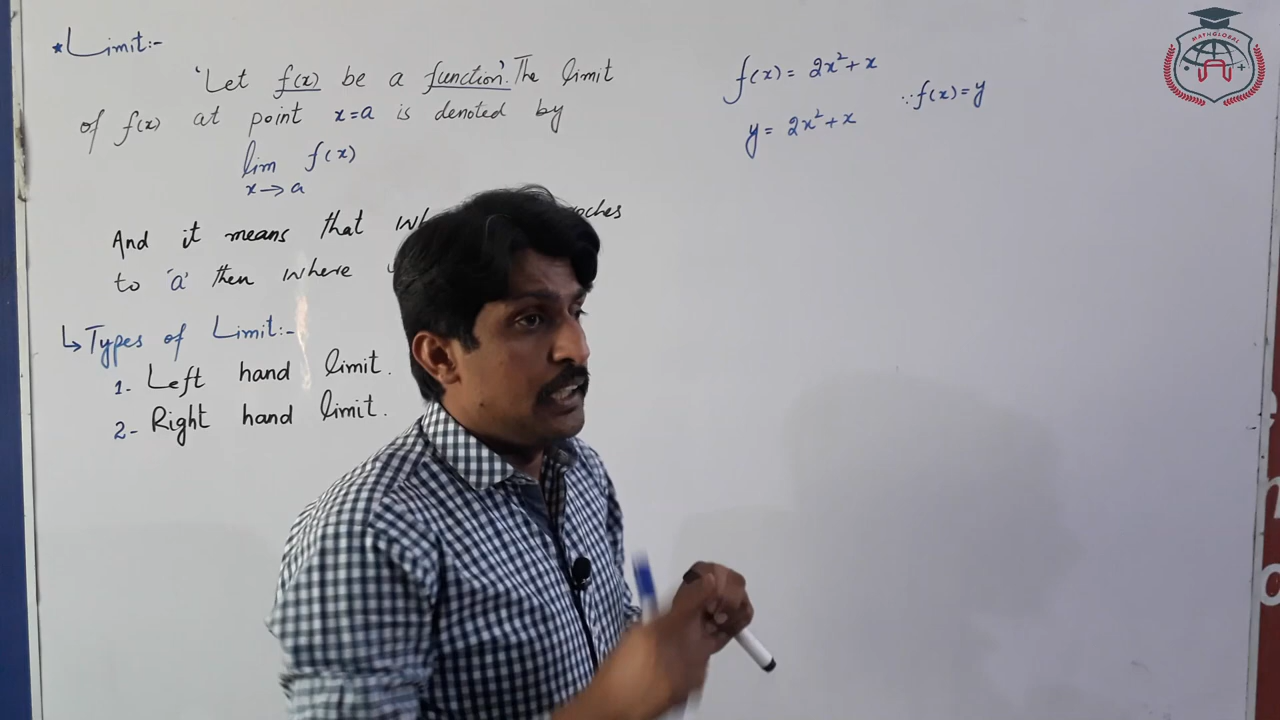 * Limit:-
'Let f(x) be a function'. The limit
of f(x) at point x=a is denoted by
lim f(x)
x→a
And it means that
to 'a' then where
↳ Types of Limit:-
1- Left hand limit.
2- Right hand limit.
f(x) = 2x²+x
∵ f(x)=y
y = 2x²+x
MATHGLOBAL